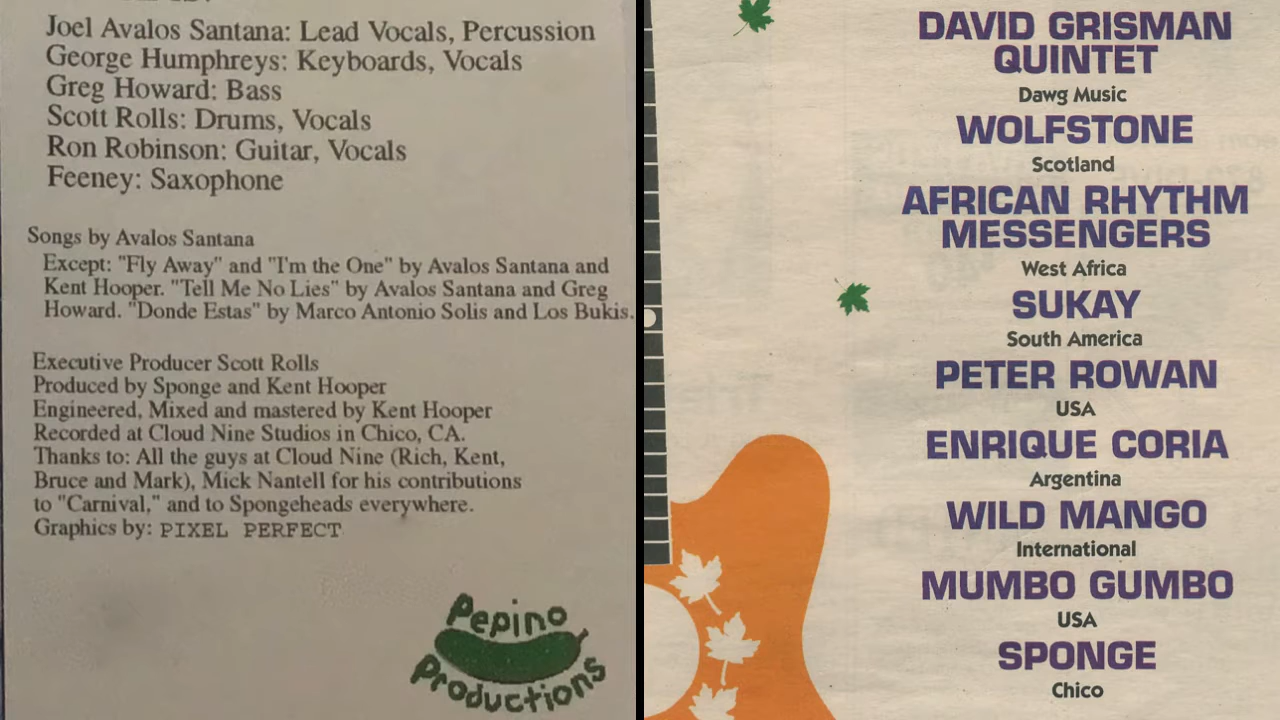 Joel Avalos Santana: Lead Vocals, Percussion
George Humphreys: Keyboards, Vocals
Greg Howard: Bass
Scott Rolls: Drums, Vocals
Ron Robinson: Guitar, Vocals
Feeney: Saxophone
Songs by Avalos Santana
Except: "Fly Away" and "I'm the One" by Avalos Santana and
Kent Hooper. "Tell Me No Lies" by Avalos Santana and Greg
Howard. "Donde Estas" by Marco Antonio Solis and Los Bukis.
Executive Producer Scott Rolls
Produced by Sponge and Kent Hooper
Engineered, Mixed and mastered by Kent Hooper
Recorded at Cloud Nine Studios in Chico, CA.
Thanks to: All the guys at Cloud Nine (Rich, Kent,
Bruce and Mark), Mick Nantell for his contributions
to "Carnival," and to Spongeheads everywhere.
Graphics by: PIXEL PERFECT
Pepino
Productions
DAVID GRISMAN
QUINTET
Dawg Music
WOLFSTONE
Scotland
AFRICAN RHYTHM
MESSENGERS
West Africa
SUKAY
South America
PETER ROWAN
USA
ENRIQUE CORIA
Argentina
WILD MANGO
International
MUMBO GUMBO
USA
SPONGE
Chico